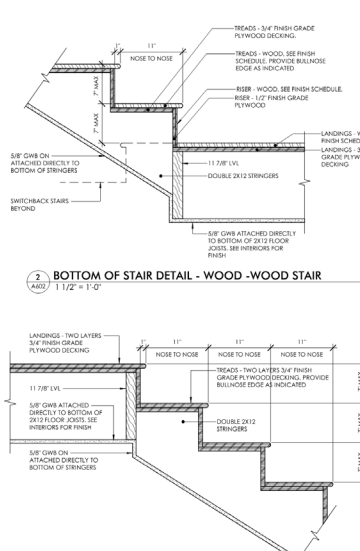 TREADS - 3/4" FINISH GRADE
PLYWOOD DECKING.
1"
11"
NOSE TO NOSE
TREADS - WOOD, SEE FINISH
SCHEDULE. PROVIDE BULLNOSE
EDGE AS INDICATED
7" MAX
RISER - WOOD, SEE FINISH SCHEDULE.
RISER - 1/2" FINISH GRADE
PLYWOOD
7" MAX
LANDINGS - W
FINISH SCHED
LANDINGS - 3
GRADE PLYW
DECKING
5/8" GWB ON
ATTACHED DIRECTLY TO
BOTTOM OF STRINGERS
11 7/8" LVL
DOUBLE 2X12 STRINGERS
SWITCHBACK STAIRS
BEYOND
5/8" GWB ATTACHED DIRECTLY
TO BOTTOM OF 2X12 FLOOR
JOISTS. SEE INTERIORS FOR
FINISH
2
A602
BOTTOM OF STAIR DETAIL - WOOD -WOOD STAIR
1 1/2" = 1'-0"
LANDINGS - TWO LAYERS
3/4" FINISH GRADE
PLYWOOD DECKING
1"
11"
11"
11"
NOSE TO NOSE
NOSE TO NOSE
NOSE TO NOSE
TREADS - TWO LAYERS 3/4" FINISH
GRADE PLYWOOD DECKING. PROVIDE
BULLNOSE EDGE AS INDICATED
11 7/8" LVL
5/8" GWB ATTACHED
DIRECTLY TO BOTTOM OF
2X12 FLOOR JOISTS. SEE
INTERIORS FOR FINISH
DOUBLE 2X12
STRINGERS
5/8" GWB ON
ATTACHED DIRECTLY TO
BOTTOM OF STRINGERS